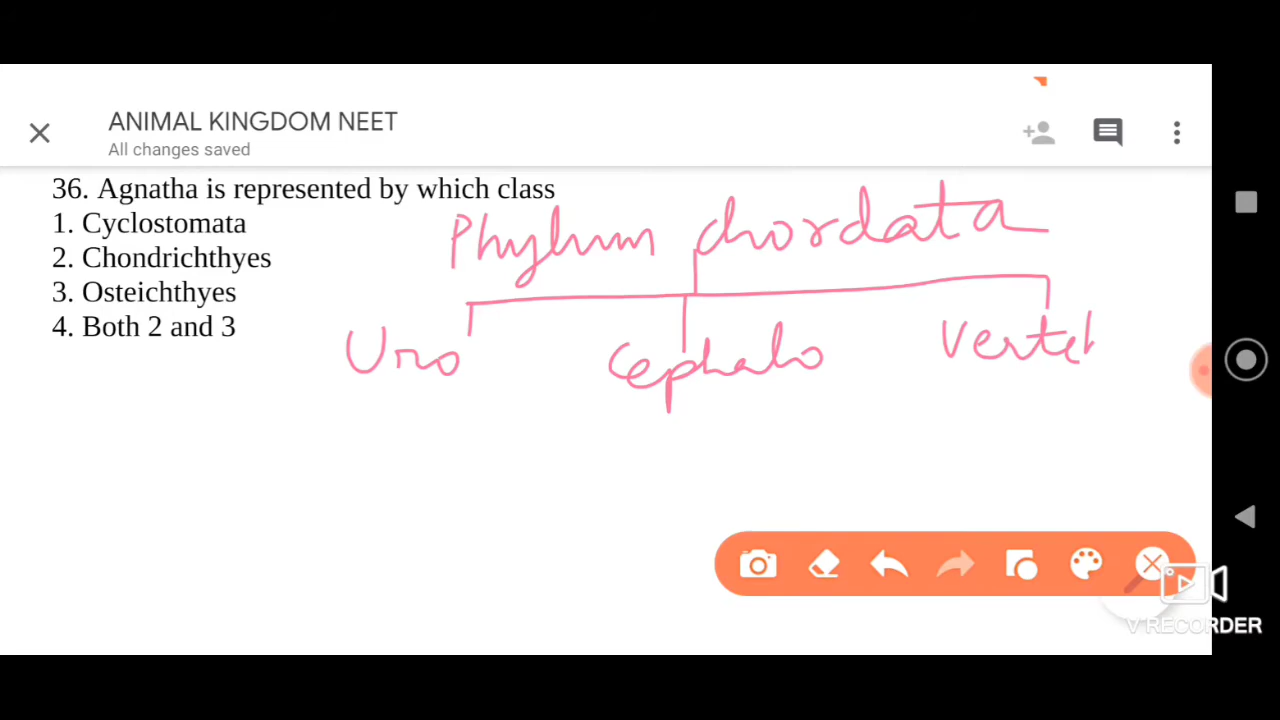 ANIMAL KINGDOM NEET
All changes saved
36. Agnatha is represented by which class
1. Cyclostomata
2. Chondrichthyes
3. Osteichthyes
4. Both 2 and 3
Phylum chordata
Uro Cephalo Verteb
V RECORDER